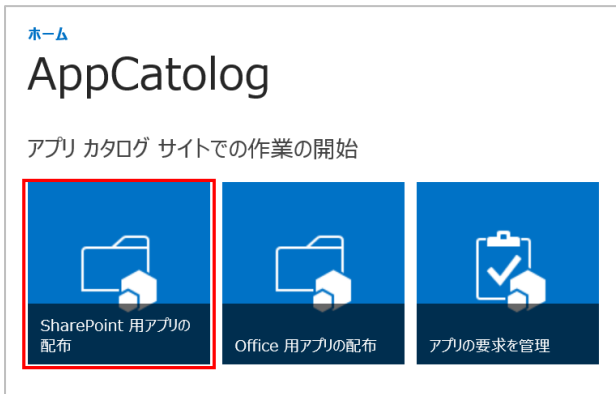 ホーム
AppCatolog
アプリ カタログ サイトでの作業の開始
SharePoint 用アプリの
配布
Office 用アプリの配布
アプリの要求を管理